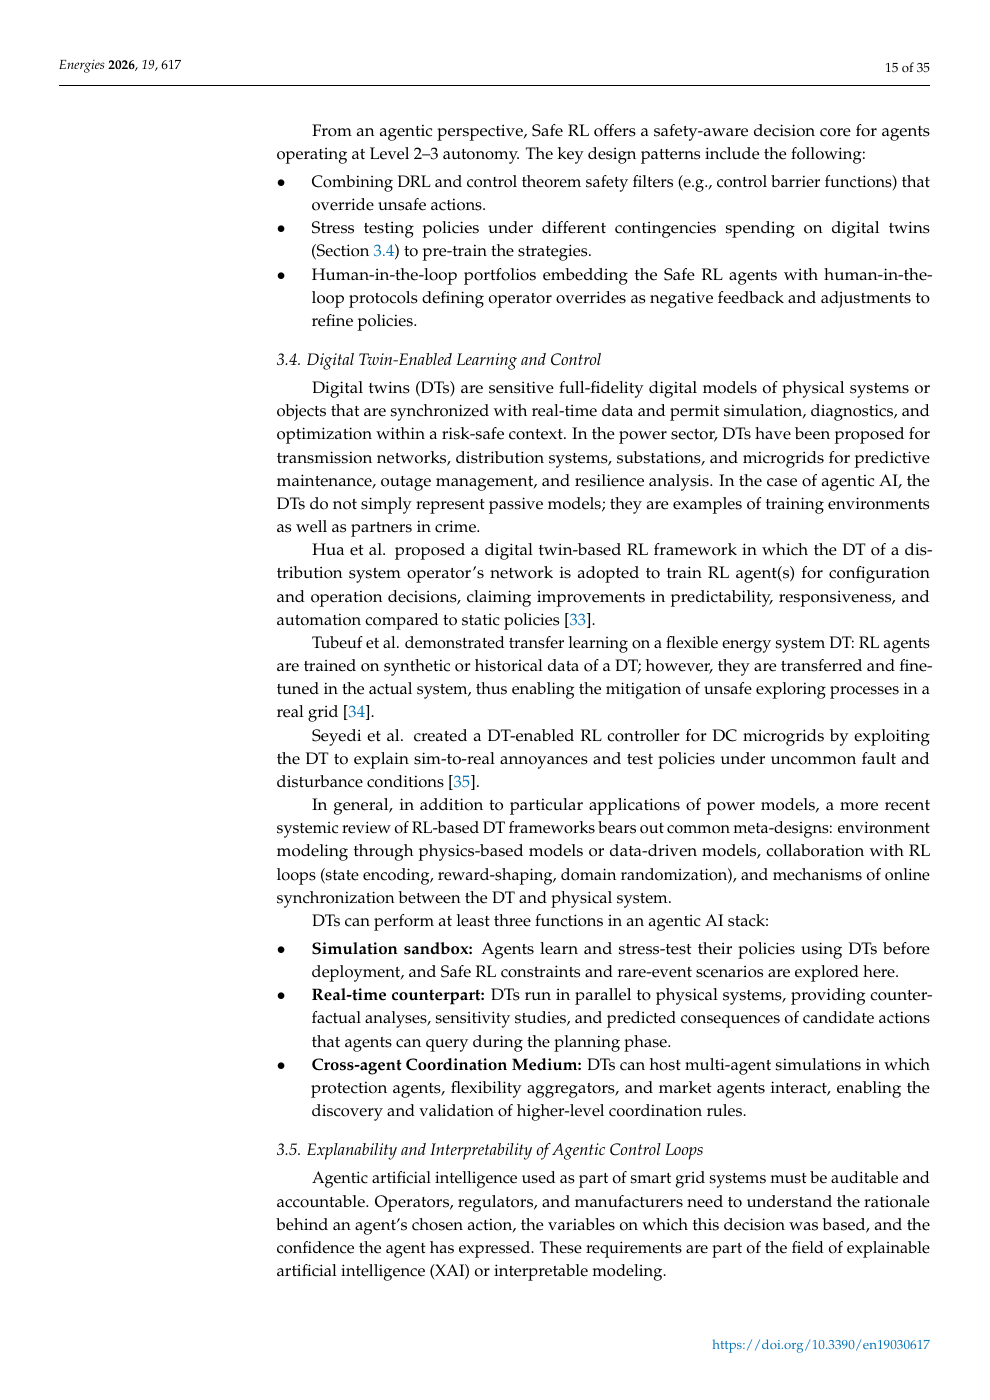 Energies 2026, 19, 617
15 of 35
From an agentic perspective, Safe RL offers a safety-aware decision core for agents
operating at Level 2–3 autonomy. The key design patterns include the following:
• Combining DRL and control theorem safety filters (e.g., control barrier functions) that
override unsafe actions.
• Stress testing policies under different contingencies spending on digital twins
(Section 3.4) to pre-train the strategies.
• Human-in-the-loop portfolios embedding the Safe RL agents with human-in-the-
loop protocols defining operator overrides as negative feedback and adjustments to
refine policies.
3.4. Digital Twin-Enabled Learning and Control
Digital twins (DTs) are sensitive full-fidelity digital models of physical systems or
objects that are synchronized with real-time data and permit simulation, diagnostics, and
optimization within a risk-safe context. In the power sector, DTs have been proposed for
transmission networks, distribution systems, substations, and microgrids for predictive
maintenance, outage management, and resilience analysis. In the case of agentic AI, the
DTs do not simply represent passive models; they are examples of training environments
as well as partners in crime.
Hua et al. proposed a digital twin-based RL framework in which the DT of a dis-
tribution system operator's network is adopted to train RL agent(s) for configuration
and operation decisions, claiming improvements in predictability, responsiveness, and
automation compared to static policies [33].
Tubeuf et al. demonstrated transfer learning on a flexible energy system DT: RL agents
are trained on synthetic or historical data of a DT; however, they are transferred and fine-
tuned in the actual system, thus enabling the mitigation of unsafe exploring processes in a
real grid [34].
Seyedi et al. created a DT-enabled RL controller for DC microgrids by exploiting
the DT to explain sim-to-real annoyances and test policies under uncommon fault and
disturbance conditions [35].
In general, in addition to particular applications of power models, a more recent
systemic review of RL-based DT frameworks bears out common meta-designs: environment
modeling through physics-based models or data-driven models, collaboration with RL
loops (state encoding, reward-shaping, domain randomization), and mechanisms of online
synchronization between the DT and physical system.
DTs can perform at least three functions in an agentic AI stack:
• Simulation sandbox: Agents learn and stress-test their policies using DTs before
deployment, and Safe RL constraints and rare-event scenarios are explored here.
• Real-time counterpart: DTs run in parallel to physical systems, providing counter-
factual analyses, sensitivity studies, and predicted consequences of candidate actions
that agents can query during the planning phase.
• Cross-agent Coordination Medium: DTs can host multi-agent simulations in which
protection agents, flexibility aggregators, and market agents interact, enabling the
discovery and validation of higher-level coordination rules.
3.5. Explanability and Interpretability of Agentic Control Loops
Agentic artificial intelligence used as part of smart grid systems must be auditable and
accountable. Operators, regulators, and manufacturers need to understand the rationale
behind an agent's chosen action, the variables on which this decision was based, and the
confidence the agent has expressed. These requirements are part of the field of explainable
artificial intelligence (XAI) or interpretable modeling.
https://doi.org/10.3390/en19030617